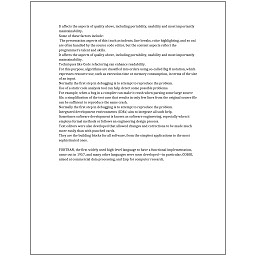 It affects the aspects of quality above, including portability, usability and most importantly
maintainability.
Some of these factors include:
The presentation aspects of this (such as indents, line breaks, color highlighting, and so on)
are often handled by the source code editor, but the content aspects reflect the
programmer's talent and skills.
It affects the aspects of quality above, including portability, usability and most importantly
maintainability.
Techniques like Code refactoring can enhance readability.
For this purpose, algorithms are classified into orders using so-called Big O notation, which
expresses resource use, such as execution time or memory consumption, in terms of the size
of an input.
Normally the first step in debugging is to attempt to reproduce the problem.
Use of a static code analysis tool can help detect some possible problems.
For example, when a bug in a compiler can make it crash when parsing some large source
file, a simplification of the test case that results in only few lines from the original source file
can be sufficient to reproduce the same crash.
Normally the first step in debugging is to attempt to reproduce the problem.
Integrated development environments (IDEs) aim to integrate all such help.
Sometimes software development is known as software engineering, especially when it
employs formal methods or follows an engineering design process.
Text editors were also developed that allowed changes and corrections to be made much
more easily than with punched cards.
They are the building blocks for all software, from the simplest applications to the most
sophisticated ones.
FORTRAN, the first widely used high-level language to have a functional implementation,
came out in 1957, and many other languages were soon developed—in particular, COBOL
aimed at commercial data processing, and Lisp for computer research.